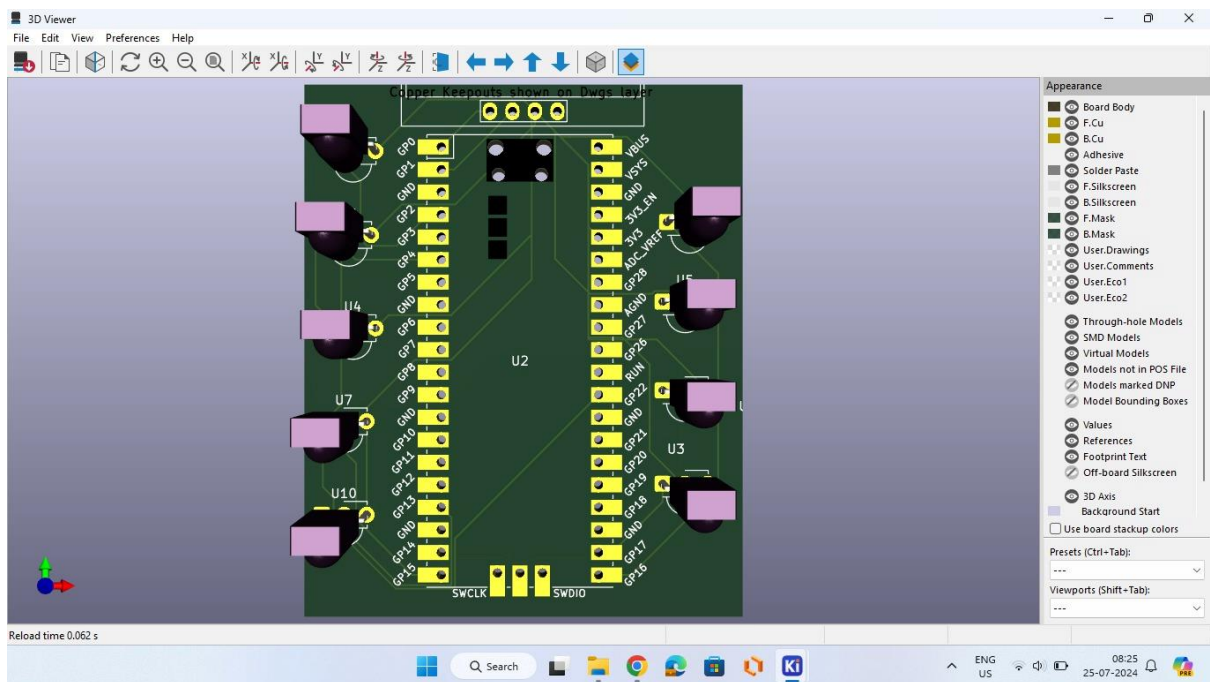 3D Viewer
File Edit View Preferences Help
Copper Keepouts shown on Dwgs layer
GP0
GP1
GND
GP2
GP3
GP4
GP5
GND
GP6
GP7
GP8
GP9
GND
GP10
GP11
GP12
GP13
GND
GP14
GP15
VBUS
VSYS
GND
3V3_EN
3V3
ADC_VREF
GP28
AGND
GP27
GP26
RUN
GP22
GND
GP21
GP20
GP19
GP18
GND
GP17
GP16
U4
U7
U10
U2
U5
U3
SWCLK
SWDIO
Appearance
Board Body
F.Cu
B.Cu
Adhesive
Solder Paste
F.Silkscreen
B.Silkscreen
F.Mask
B.Mask
User.Drawings
User.Comments
User.Eco1
User.Eco2
Through-hole Models
SMD Models
Virtual Models
Models not in POS File
Models marked DNP
Model Bounding Boxes
Values
References
Footprint Text
Off-board Silkscreen
3D Axis
Background Start
Use board stackup colors
Presets (Ctrl+Tab):
---
Viewports (Shift+Tab):
---
Reload time 0.062 s
Search
Ki
ENG
US
08:25
25-07-2024
PRE